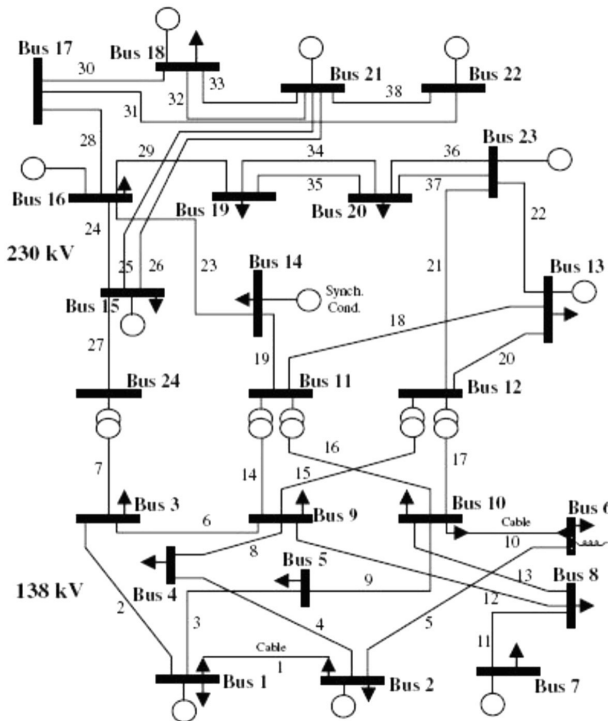 Bus 17
Bus 18
Bus 21
Bus 22
30
33
32
38
31
28
Bus 23
29
34
36
35
37
Bus 16
Bus 19
Bus 20
24
22
230 kV
23
21
25
26
Bus 14
Bus 13
Synch.
Cond.
Bus 15
18
27
19
20
Bus 24
Bus 11
Bus 12
16
7
14
15
17
Bus 3
Bus 9
Bus 10
Bus 6
6
Cable
10
8
Bus 5
138 kV
Bus 4
9
13
Bus 8
12
2
3
4
5
11
Cable
1
Bus 1
Bus 2
Bus 7